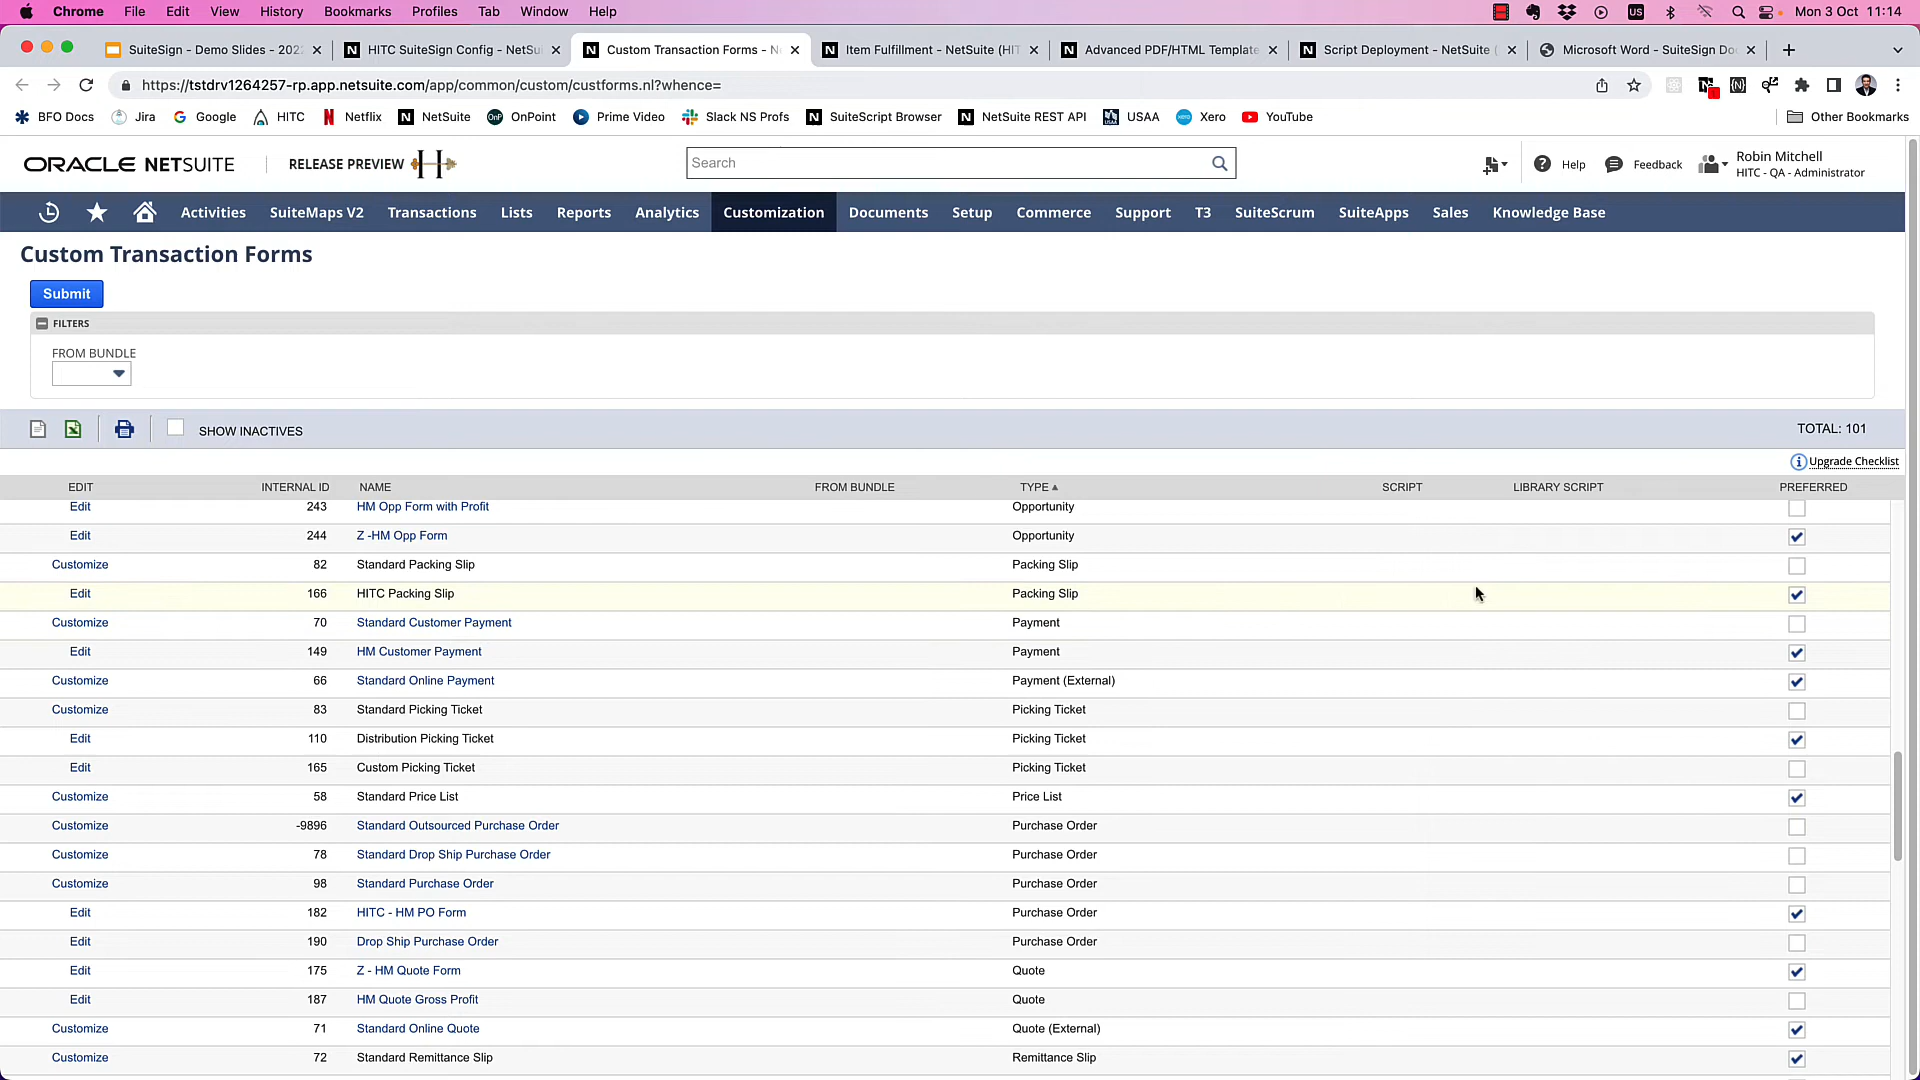 Chrome File Edit View History Bookmarks Profiles Tab Window Help US Mon 3 Oct 11:14
SuiteSign - Demo Slides - 202 HITC SuiteSign Config - NetSui Custom Transaction Forms - N Item Fulfillment - NetSuite (HI Advanced PDF/HTML Template Script Deployment - NetSuite ( Microsoft Word - SuiteSign Do
https://tstdrv1264257-rp.app.netsuite.com/app/common/custom/custforms.nl?whence=
BFO Docs Jira Google HITC Netflix NetSuite OnPoint Prime Video Slack NS Profs SuiteScript Browser NetSuite REST API USAA Xero YouTube Other Bookmarks
ORACLE NETSUITE RELEASE PREVIEW H Search Help Feedback Robin Mitchell
HITC - QA - Administrator
Activities SuiteMaps V2 Transactions Lists Reports Analytics Customization Documents Setup Commerce Support T3 SuiteScrum SuiteApps Sales Knowledge Base
Custom Transaction Forms
Submit
FILTERS
FROM BUNDLE
SHOW INACTIVES TOTAL: 101
Upgrade Checklist
EDIT INTERNAL ID NAME FROM BUNDLE TYPE SCRIPT LIBRARY SCRIPT PREFERRED
Edit 243 HM Opp Form with Profit Opportunity
Edit 244 Z -HM Opp Form Opportunity
Customize 82 Standard Packing Slip Packing Slip
Edit 166 HITC Packing Slip Packing Slip
Customize 70 Standard Customer Payment Payment
Edit 149 HM Customer Payment Payment
Customize 66 Standard Online Payment Payment (External)
Customize 83 Standard Picking Ticket Picking Ticket
Edit 110 Distribution Picking Ticket Picking Ticket
Edit 165 Custom Picking Ticket Picking Ticket
Customize 58 Standard Price List Price List
Customize -9896 Standard Outsourced Purchase Order Purchase Order
Customize 78 Standard Drop Ship Purchase Order Purchase Order
Customize 98 Standard Purchase Order Purchase Order
Edit 182 HITC - HM PO Form Purchase Order
Edit 190 Drop Ship Purchase Order Purchase Order
Edit 175 Z - HM Quote Form Quote
Edit 187 HM Quote Gross Profit Quote
Customize 71 Standard Online Quote Quote (External)
Customize 72 Standard Remittance Slip Remittance Slip